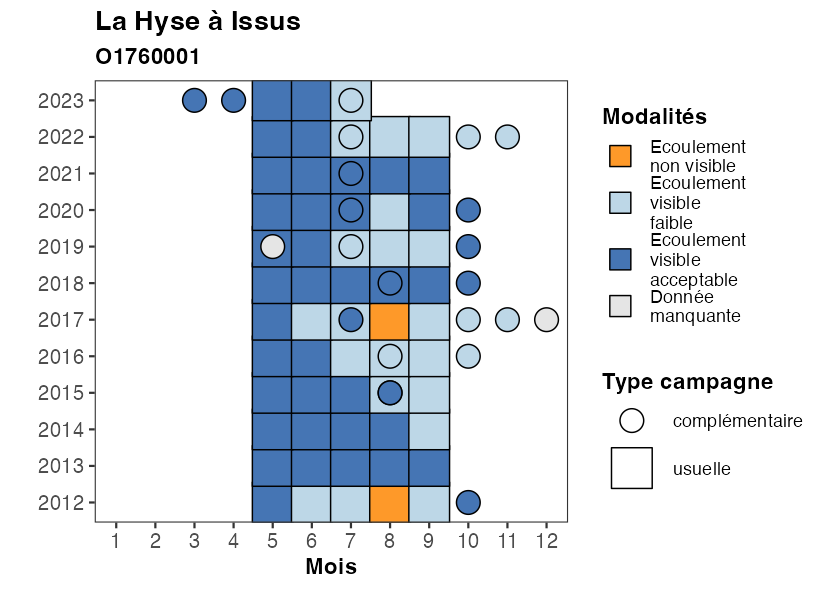 La Hyse à Issus
O1760001
2023
2022
2021
2020
2019
2018
2017
2016
2015
2014
2013
2012
1 2 3 4 5 6 7 8 9 10 11 12
Mois
Modalités
Ecoulement
non visible
Ecoulement
visible
faible
Ecoulement
visible
acceptable
Donnée
manquante
Type campagne
complémentaire
usuelle